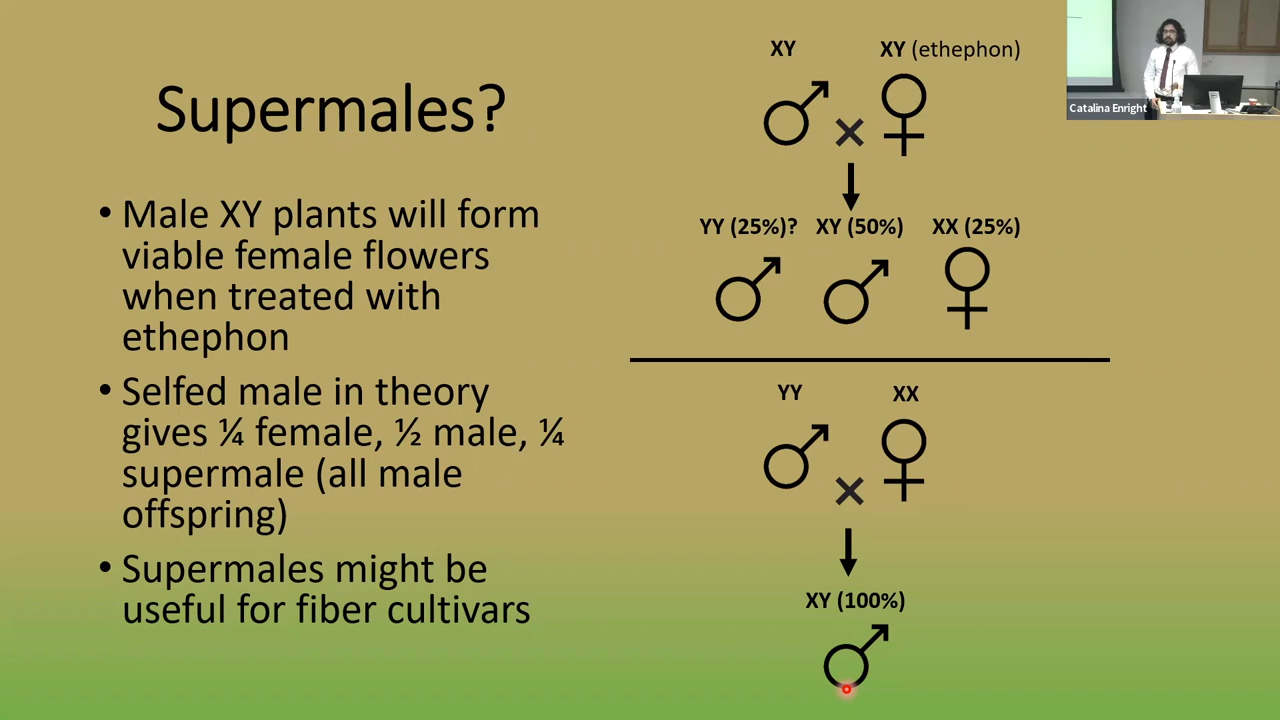 Supermales?
• Male XY plants will form
viable female flowers
when treated with
ethephon
• Selfed male in theory
gives ¼ female, ½ male, ¼
supermale (all male
offspring)
• Supermales might be
useful for fiber cultivars
XY XY (ethephon)
YY (25%)? XY (50%) XX (25%)
YY XX
XY (100%)
Catalina Enright